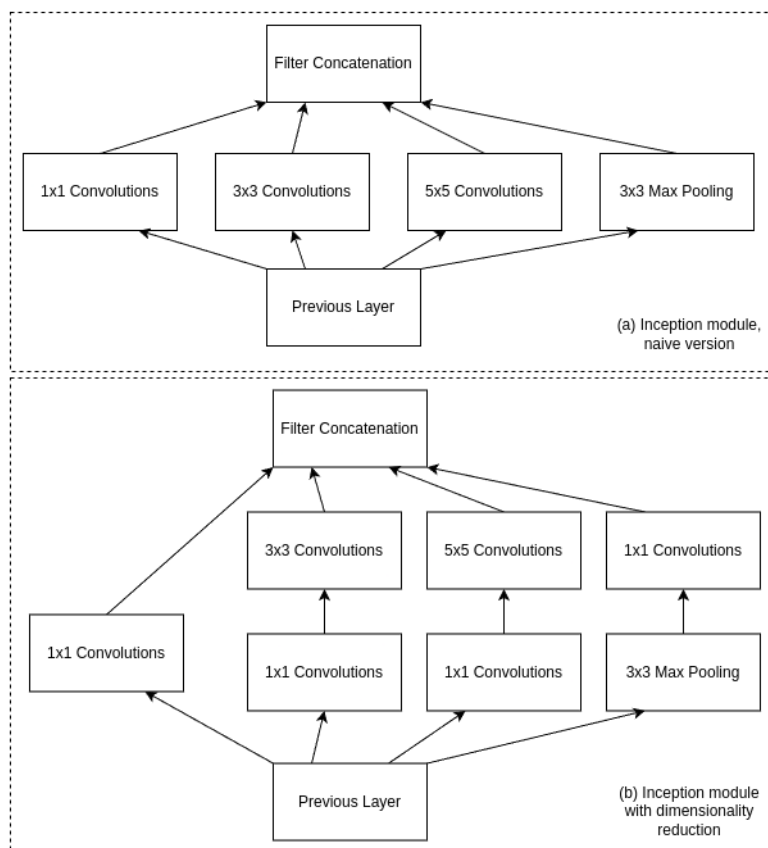 Filter Concatenation
1x1 Convolutions
3x3 Convolutions
5x5 Convolutions
3x3 Max Pooling
Previous Layer
(a) Inception module,
naive version
Filter Concatenation
3x3 Convolutions
5x5 Convolutions
1x1 Convolutions
1x1 Convolutions
1x1 Convolutions
1x1 Convolutions
3x3 Max Pooling
Previous Layer
(b) Inception module
with dimensionality
reduction